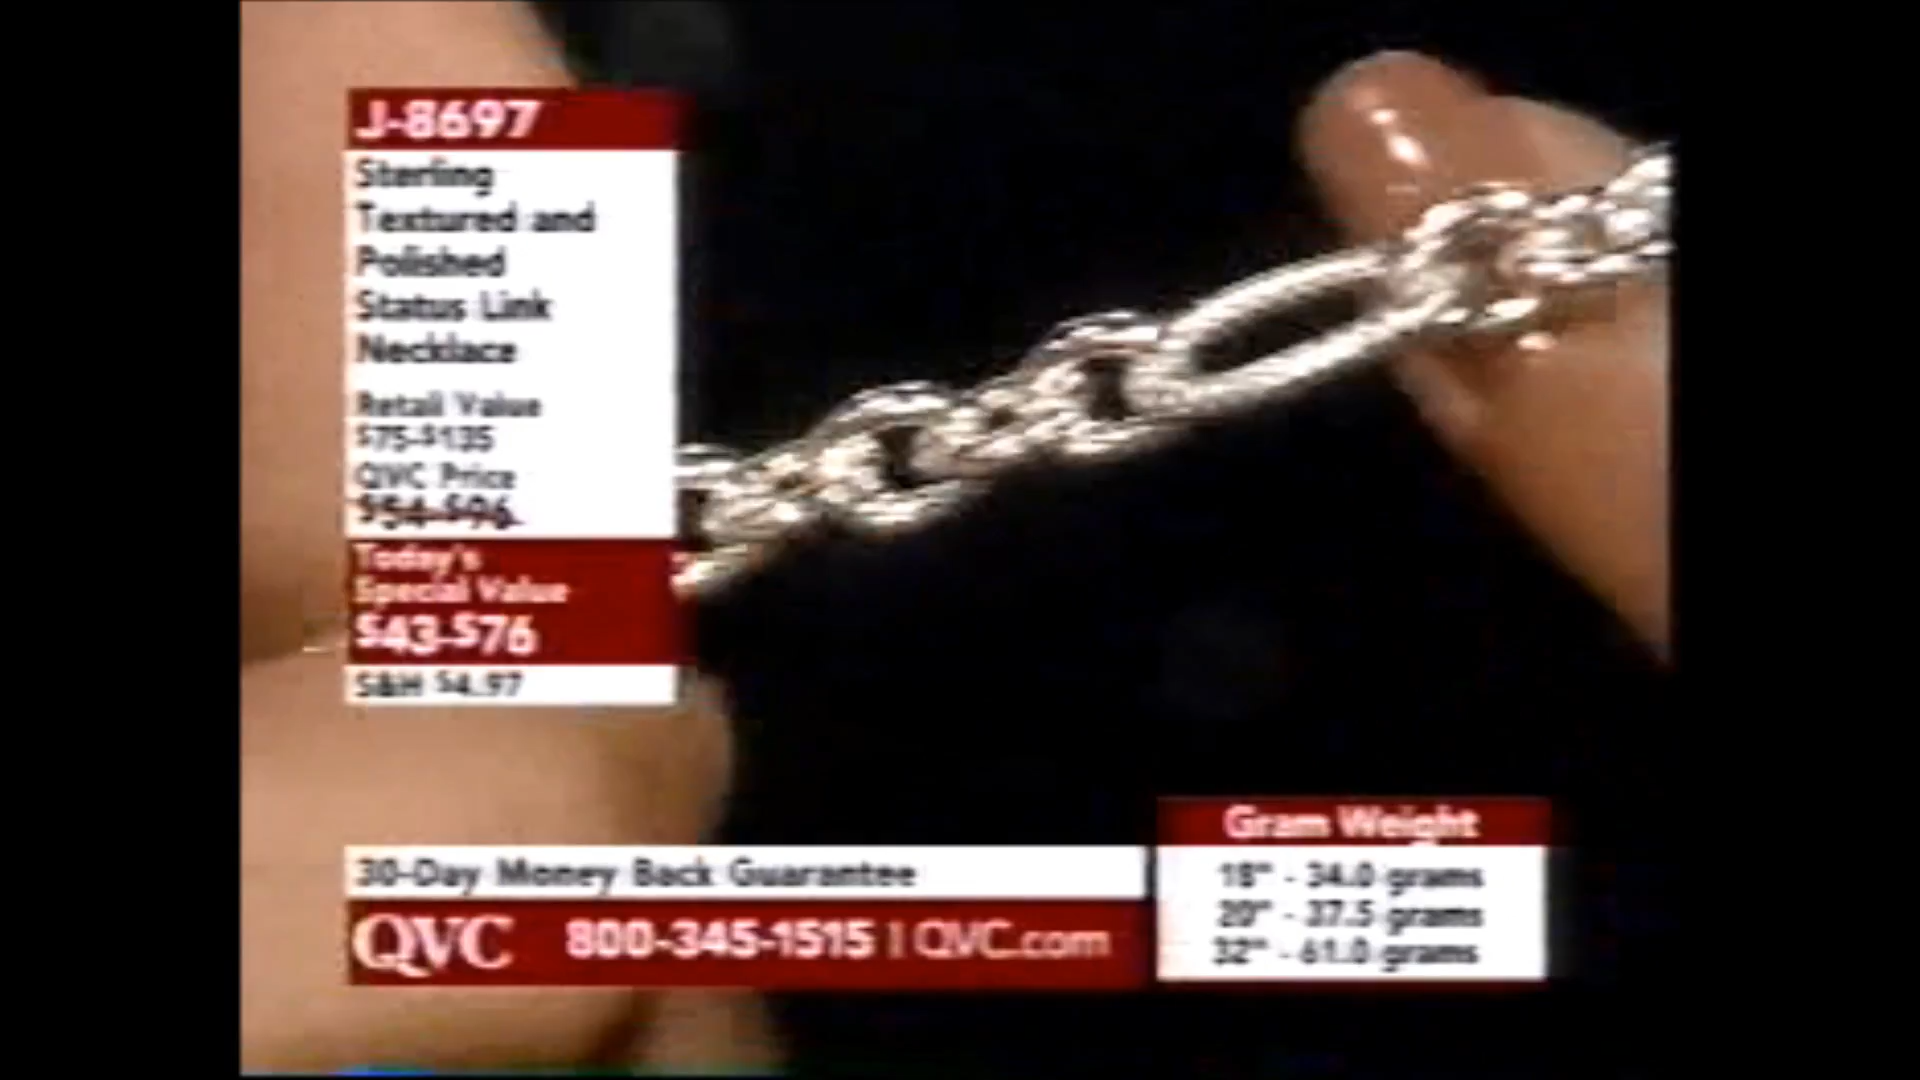 J-8697
Sterling
Textured and
Polished
Status Link
Necklace
Retail Value
$75-$135
QVC Price
$54-$96
Today's
Special Value
$43-$76
S&H $4.97
30-Day Money Back Guarantee
QVC 800-345-1515 | QVC.com
Gram Weight
18" - 34.0 grams
20" - 37.5 grams
32" - 61.0 grams